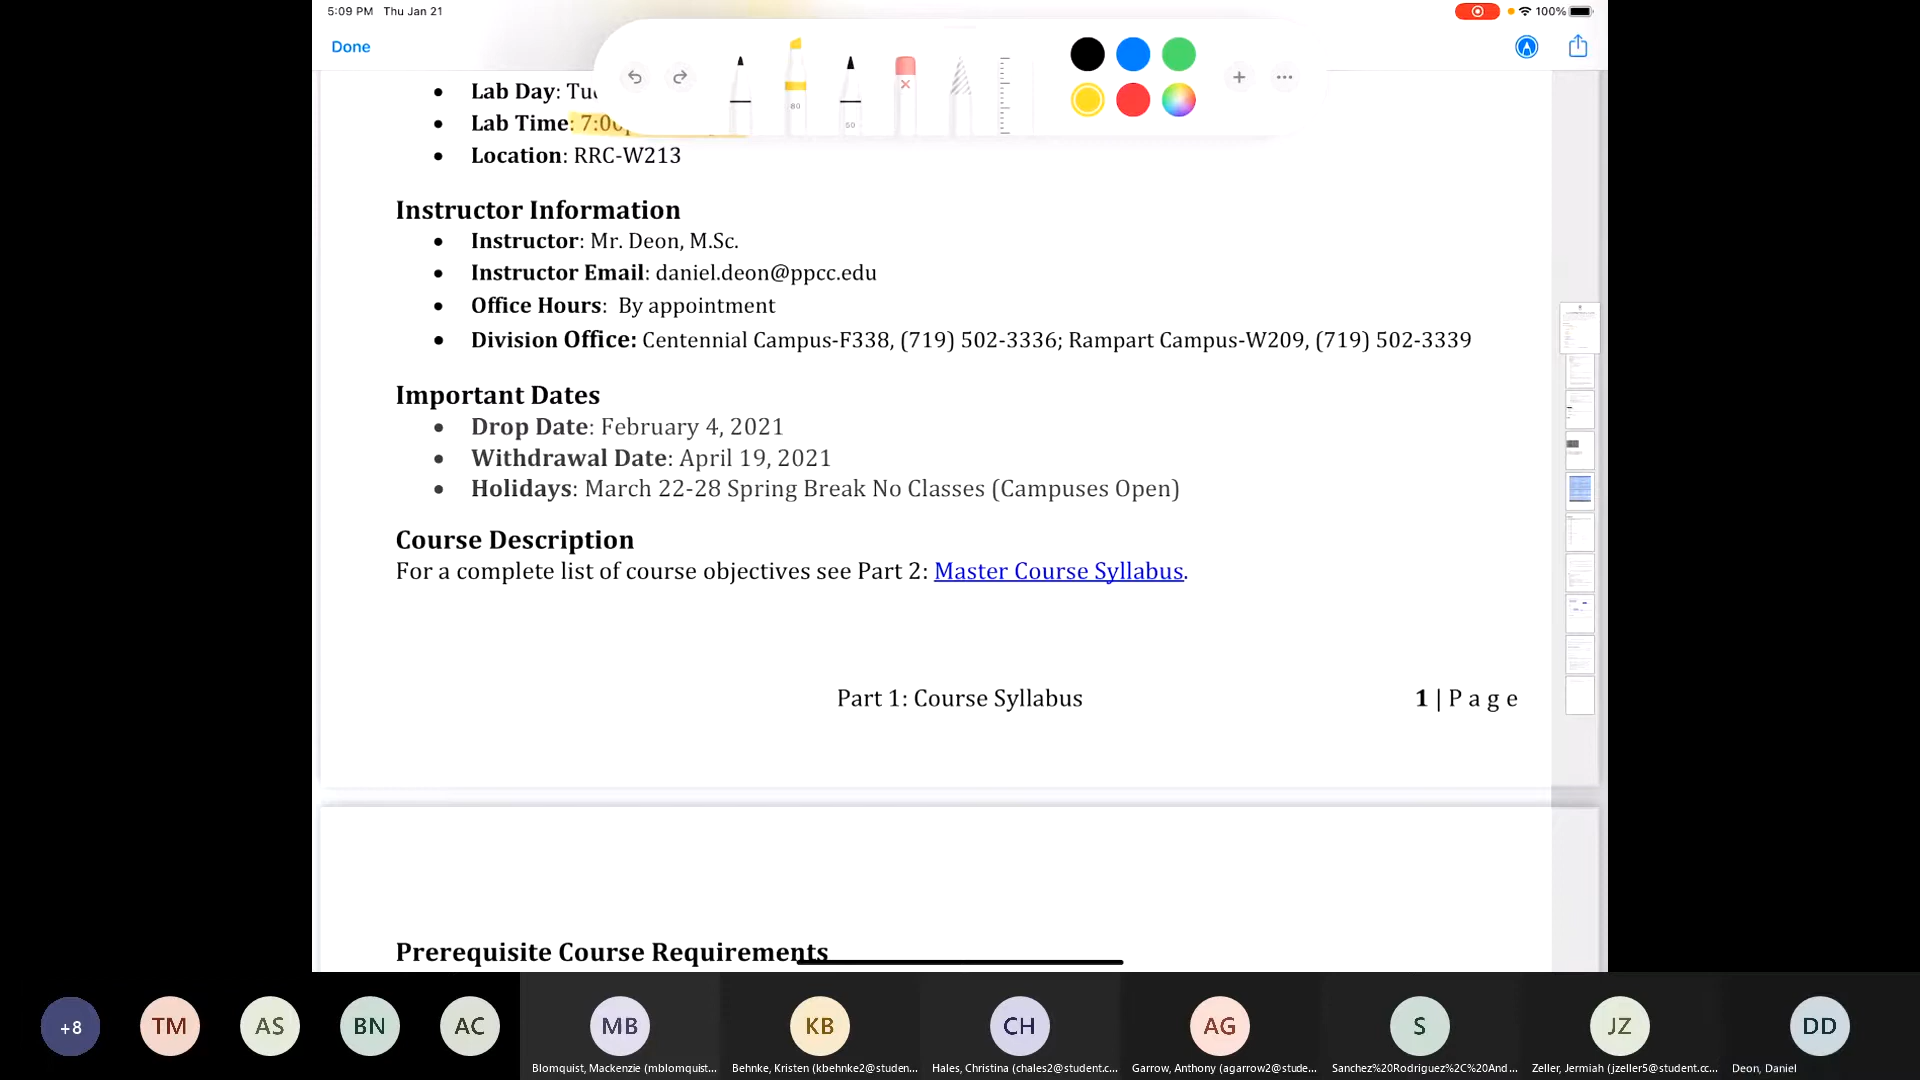 5:09 PM Thu Jan 21
100%
Done
80
50
Lab Day:
Lab Time: 7:00
Location: RRC-W213
Instructor Information
Instructor: Mr. Deon, M.Sc.
Instructor Email: daniel.deon@ppcc.edu
Office Hours: By appointment
Division Office: Centennial Campus-F338, (719) 502-3336; Rampart Campus-W209, (719) 502-3339
Important Dates
Drop Date: February 4, 2021
Withdrawal Date: April 19, 2021
Holidays: March 22-28 Spring Break No Classes (Campuses Open)
Course Description
For a complete list of course objectives see Part 2: Master Course Syllabus.
Part 1: Course Syllabus 1 | P a g e
Prerequisite Course Requirements
+8 TM AS BN AC MB KB CH AG S JZ DD
Blomquist, Mackenzie (mblomquist... Behnke, Kristen (kbehnke2@studen... Hales, Christina (chales2@student.c... Garrow, Anthony (agarrow2@stude... Sanchez%20Rodriguez%2C%20And... Zeller, Jermiah (jzeller5@student.cc... Deon, Daniel